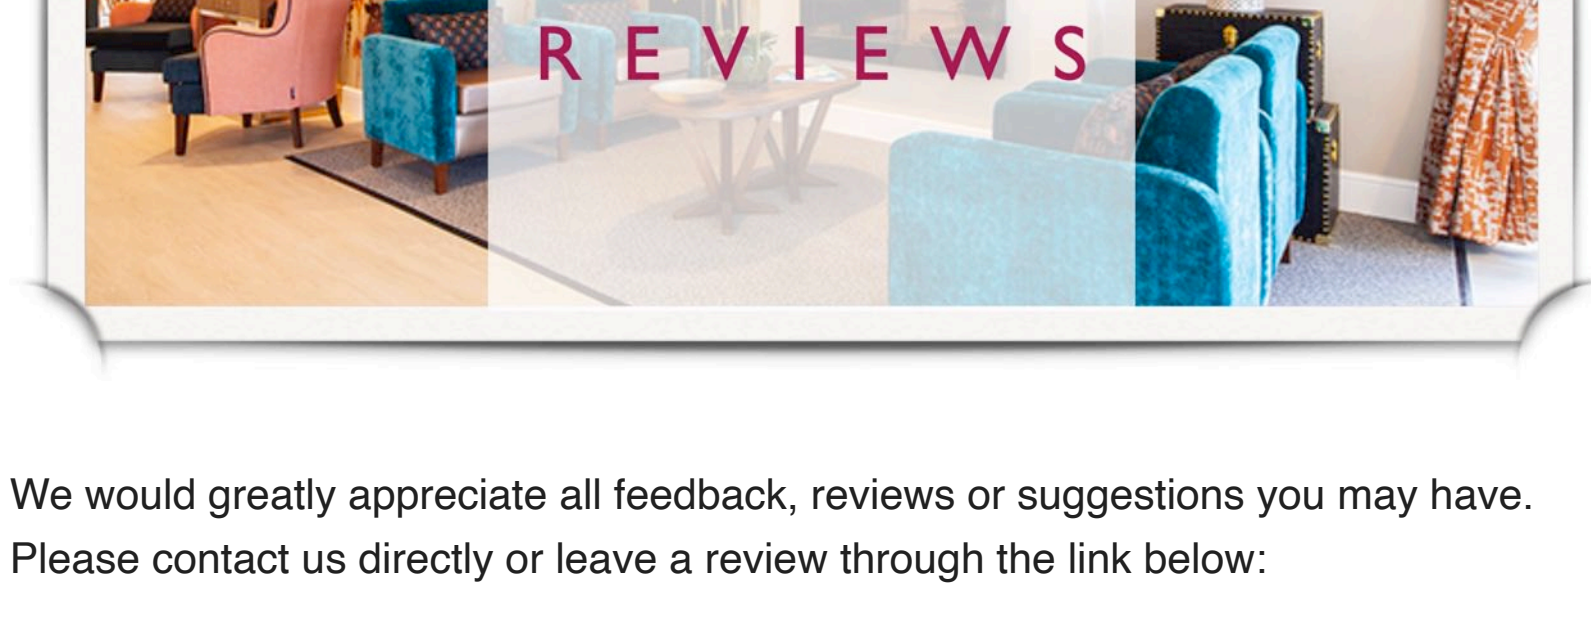 REVIEWS
We would greatly appreciate all feedback, reviews or suggestions you may have.
Please contact us directly or leave a review through the link below: